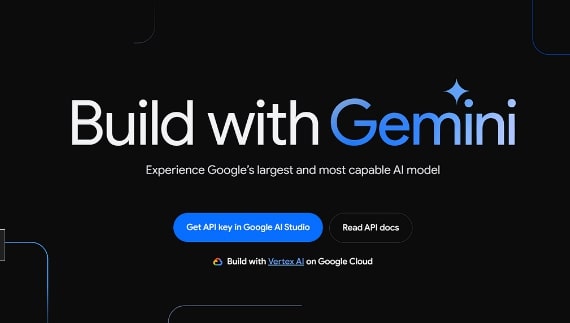 Build with Gemini
Experience Google's largest and most capable AI model
Get API key in Google AI Studio
Read API docs
Build with Vertex AI on Google Cloud